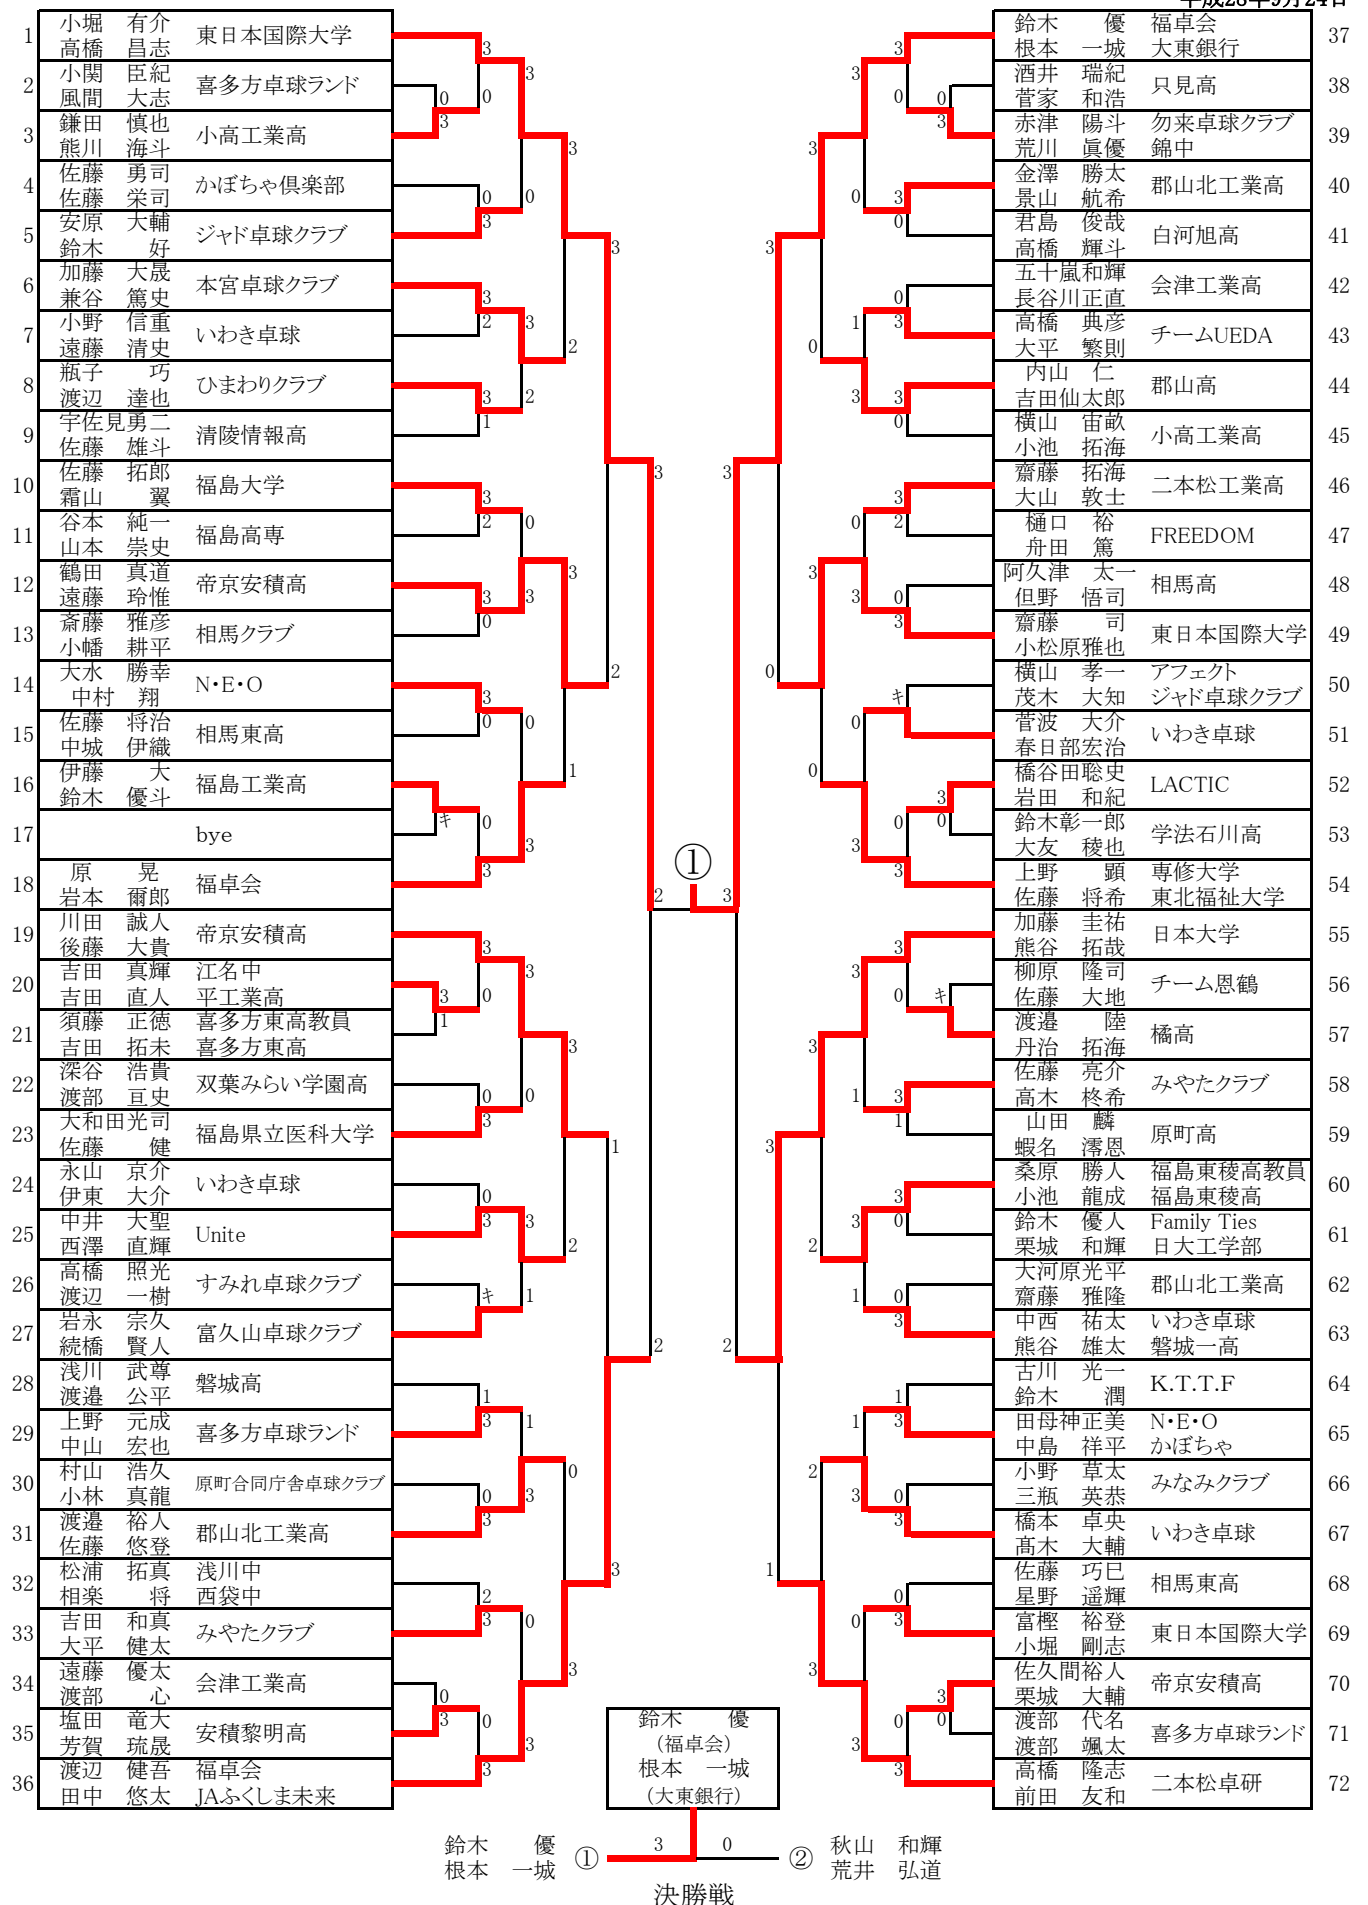 平成28年9月24日
1 小堀 有介 東日本国際大学
高橋 昌志
2 小関 臣紀 喜多方卓球ランド
風間 大志
3 鎌田 慎也 小高工業高
熊川 海斗
4 佐藤 勇司 かぼちゃ倶楽部
佐藤 栄司
5 安原 大輔 ジャド卓球クラブ
鈴木 好
6 加藤 大晟 本宮卓球クラブ
兼谷 篤史
7 小野 信重 いわき卓球
遠藤 清史
8 瓶子 巧 ひまわりクラブ
渡辺 達也
9 宇佐見勇二 清陵情報高
佐藤 雄斗
10 佐藤 拓郎 福島大学
霜山 翼
11 谷本 純一 福島高専
山本 崇史
12 鶴田 真道 帝京安積高
遠藤 玲惟
13 斎藤 雅彦 相馬クラブ
小幡 耕平
14 大水 勝幸 N・E・O
中村 翔
15 佐藤 将治 相馬東高
中城 伊織
16 伊藤 大 福島工業高
鈴木 優斗
17 bye
18 原 晃 福卓会
岩本 爾郎
19 川田 誠人 帝京安積高
後藤 大貴
20 吉田 真輝 江名中
吉田 直人 平工業高
21 須藤 正徳 喜多方東高教員
吉田 拓未 喜多方東高
22 深谷 浩貴 双葉みらい学園高
渡部 亘史
23 大和田光司 福島県立医科大学
佐藤 健
24 永山 京介 いわき卓球
伊東 大介
25 中井 大聖 Unite
西澤 直輝
26 高橋 照光 すみれ卓球クラブ
渡辺 一樹
27 岩永 宗久 富久山卓球クラブ
続橋 賢人
28 浅川 武尊 磐城高
渡邉 公平
29 上野 元成 喜多方卓球ランド
中山 宏也
30 村山 浩久 原町合同庁舎卓球クラブ
小林 真龍
31 渡邉 裕人 郡山北工業高
佐藤 悠登
32 松浦 拓真 浅川中
相楽 将 西袋中
33 吉田 和真 みやたクラブ
大平 健太
34 遠藤 優太 会津工業高
渡部 心
35 塩田 竜大 安積黎明高
芳賀 琉晟
36 渡辺 健吾 福卓会
田中 悠太 JAふくしま未来
鈴木 優 福卓会 37
根本 一城 大東銀行
酒井 瑞紀 只見高 38
菅家 和浩
赤津 陽斗 勿来卓球クラブ 39
荒川 眞優 錦中
金澤 勝太 郡山北工業高 40
景山 航希
君島 俊哉 白河旭高 41
高橋 輝斗
五十嵐和輝 会津工業高 42
長谷川正直
高橋 典彦 チームUEDA 43
大平 繁則
内山 仁 郡山高 44
吉田仙太郎
横山 宙畝 小高工業高 45
小池 拓海
齋藤 拓海 二本松工業高 46
大山 敦士
樋口 裕 FREEDOM 47
舟田 篤
阿久津 太一 相馬高 48
但野 悟司
齋藤 司 東日本国際大学 49
小松原雅也
横山 孝一 アフェクト 50
茂木 大知 ジャド卓球クラブ
菅波 大介 いわき卓球 51
春日部宏治
橋谷田聡史 LACTIC 52
岩田 和紀
鈴木彰一郎 学法石川高 53
大友 稜也
上野 顕 専修大学 54
佐藤 将希 東北福祉大学
加藤 圭祐 日本大学 55
熊谷 拓哉
柳原 隆司 チーム恩鶴 56
佐藤 大地
渡邉 陸 橘高 57
丹治 拓海
佐藤 亮介 みやたクラブ 58
高木 柊希
山田 麟 原町高 59
蝦名 澪恩
桑原 勝人 福島東稜高教員 60
小池 龍成 福島東稜高
鈴木 優人 Family Ties 61
栗城 和輝 日大工学部
大河原光平 郡山北工業高 62
齋藤 雅隆
中西 祐太 いわき卓球 63
熊谷 雄太 磐城一高
古川 光一 K.T.T.F 64
鈴木 潤
田母神正美 N・E・O 65
中島 祥平 かぼちゃ
小野 草太 みなみクラブ 66
三瓶 英恭
橋本 卓央 いわき卓球 67
髙木 大輔
佐藤 巧巳 相馬東高 68
星野 遥輝
富樫 裕登 東日本国際大学 69
小堀 剛志
佐久間裕人 帝京安積高 70
栗城 大輔
渡部 代名 喜多方卓球ランド 71
渡部 颯太
高橋 隆志 二本松卓研 72
前田 友和
①
2 3
鈴木 優
(福卓会)
根本 一城
(大東銀行)
鈴木 優 ① 3 0 ② 秋山 和輝
根本 一城 荒井 弘道
決勝戦